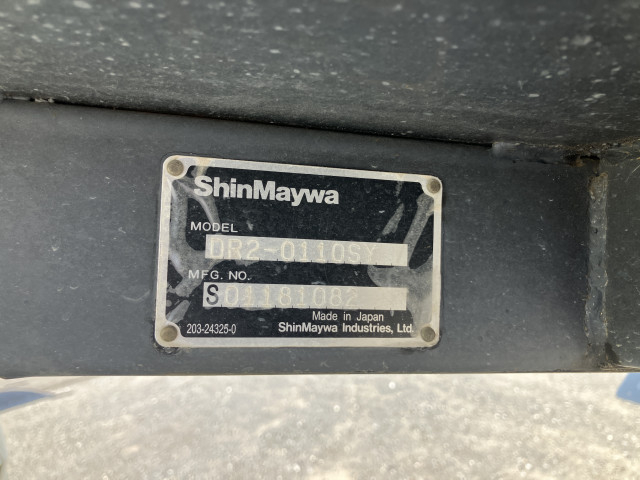 ShinMaywa
MODEL
DR2-0110SY
MFG. NO.
S01181082
Made in Japan
203-24325-0
ShinMaywa Industries, Ltd.